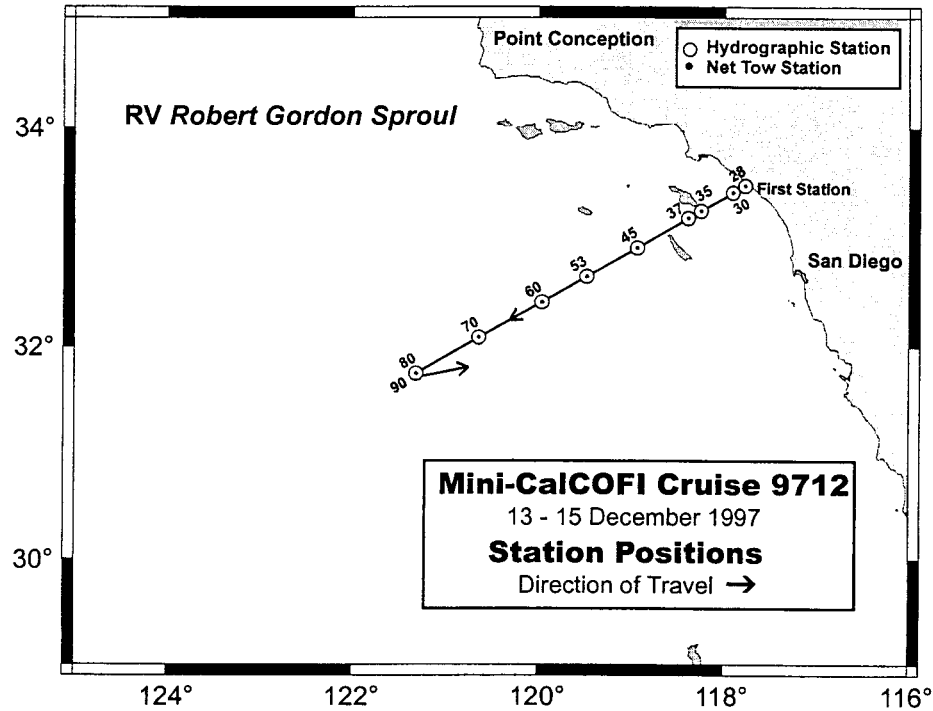 Point Conception
Hydrographic Station
Net Tow Station
RV Robert Gordon Sproul
34°
28
First Station
35
30
37
45
San Diego
53
60
70
32°
80
90
Mini-CalCOFI Cruise 9712
13 - 15 December 1997
Station Positions
Direction of Travel →
30°
124°
122°
120°
118°
116°